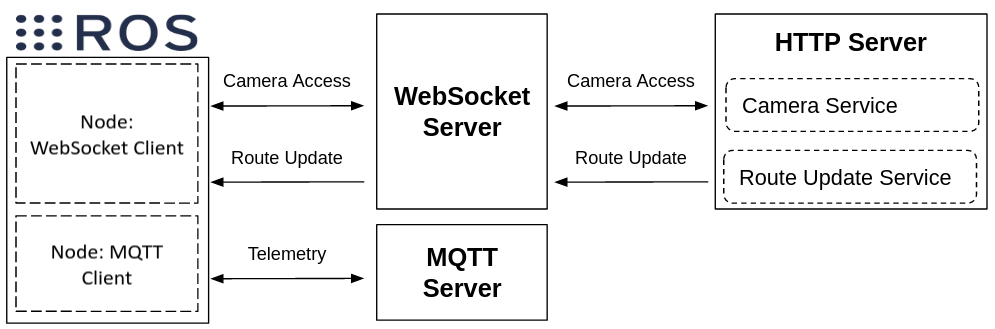 ROS
Node:
WebSocket Client
Node: MQTT
Client
Camera Access
Route Update
Telemetry
WebSocket
Server
MQTT
Server
Camera Access
Route Update
HTTP Server
Camera Service
Route Update Service